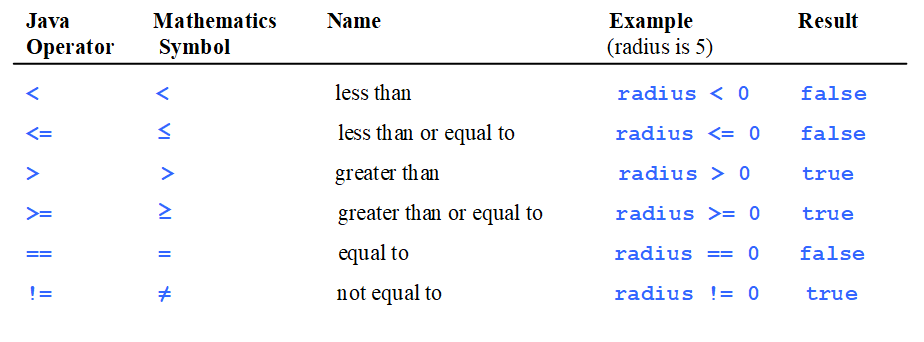 Java Mathematics Name Example Result
Operator Symbol (radius is 5)
< < less than radius < 0 false
<= ≤ less than or equal to radius <= 0 false
> > greater than radius > 0 true
>= ≥ greater than or equal to radius >= 0 true
== = equal to radius == 0 false
!= ≠ not equal to radius != 0 true